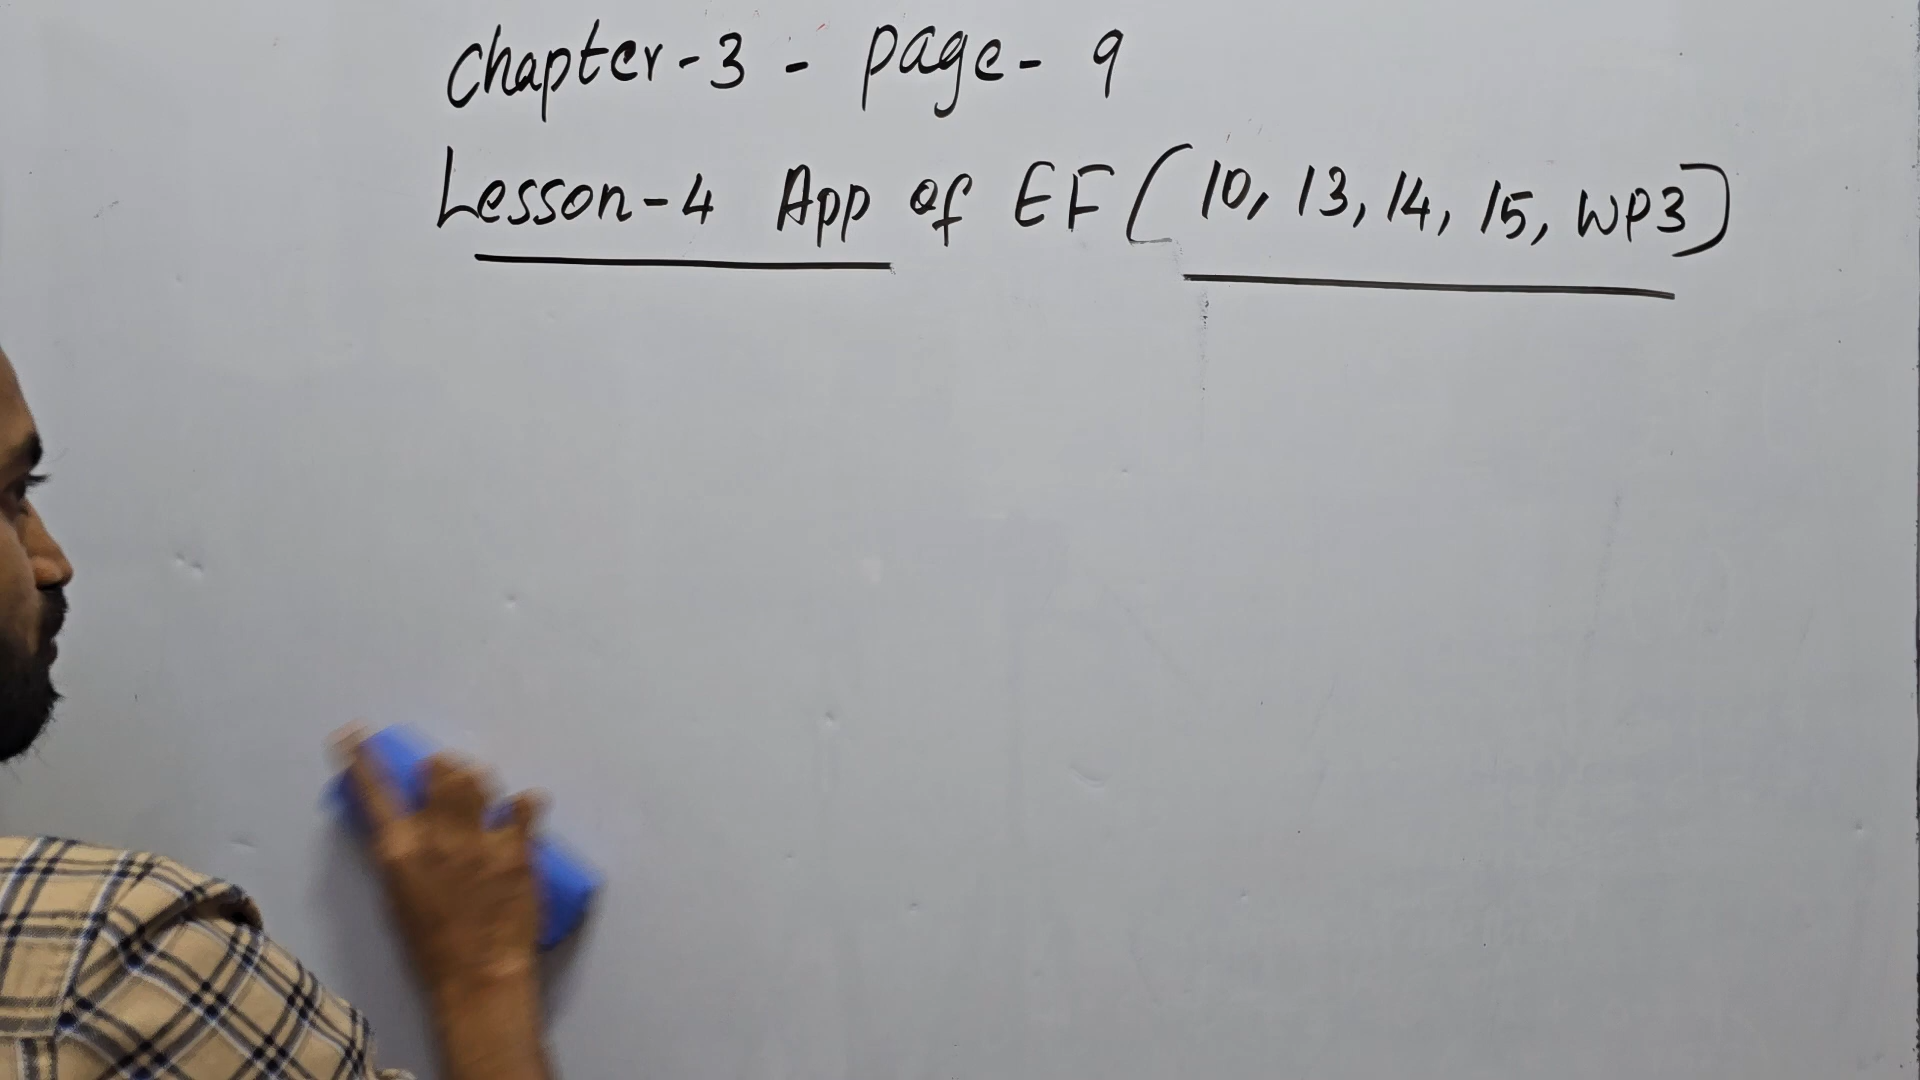 chapter-3 - page- 9
Lesson-4 App of EF (10, 13, 14, 15, WP3)